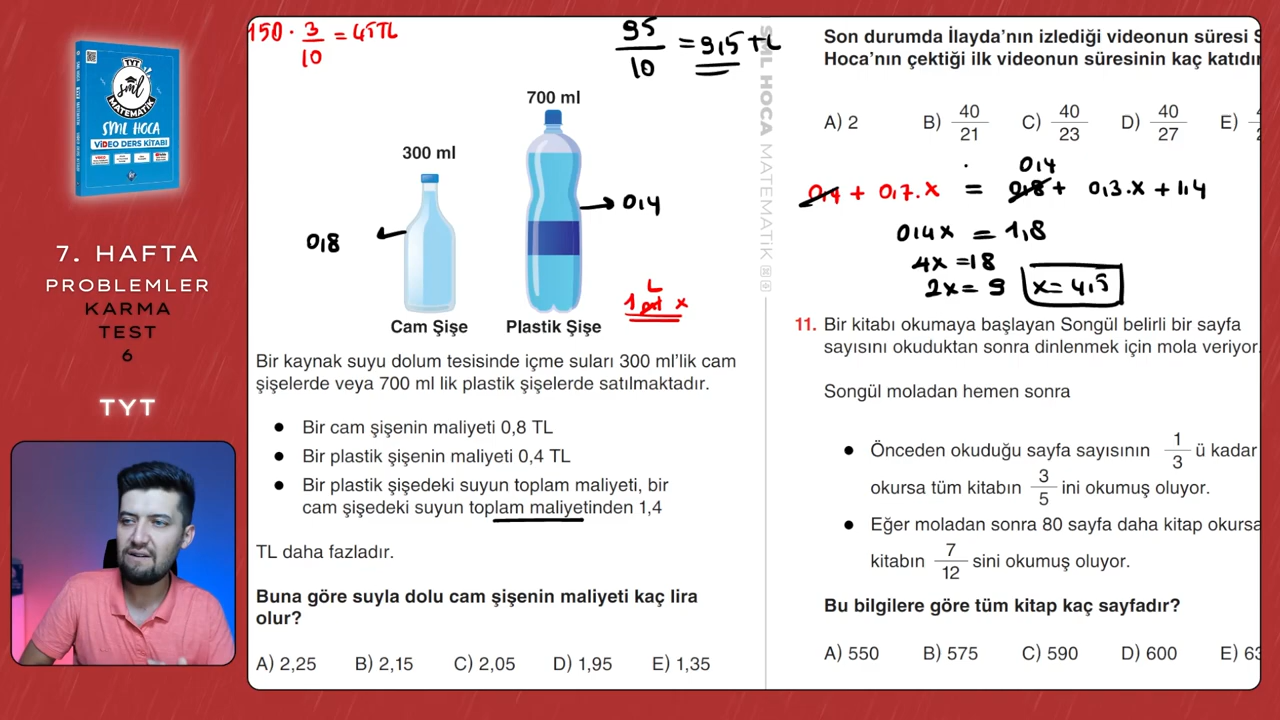 TYT
sml
MATEMATİK
SML HOCA
VİDEO DERS KİTABI
7. HAFTA
PROBLEMLER
KARMA
TEST
6
TYT
150 · 3/10 = 45TL
95/10 = 9,5 TL
700 ml
300 ml
0,8
0,4
1 L x
Cam Şişe Plastik Şişe
Bir kaynak suyu dolum tesisinde içme suları 300 ml'lik cam
şişelerde veya 700 ml lik plastik şişelerde satılmaktadır.
● Bir cam şişenin maliyeti 0,8 TL
● Bir plastik şişenin maliyeti 0,4 TL
● Bir plastik şişedeki suyun toplam maliyeti, bir
cam şişedeki suyun toplam maliyetinden 1,4
TL daha fazladır.
Buna göre suyla dolu cam şişenin maliyeti kaç lira
olur?
A) 2,25 B) 2,15 C) 2,05 D) 1,95 E) 1,35
SML HOCA MATEMATİK
Son durumda İlayda'nın izlediği videonun süresi S
Hoca'nın çektiği ilk videonun süresinin kaç katıdır
A) 2 B) 40/21 C) 40/23 D) 40/27 E)
0,4
0,4 + 0,7.x = 0,8 + 0,3.x + 1,4
0,4x = 1,8
4x = 18
2x = 9 x = 4,5
11. Bir kitabı okumaya başlayan Songül belirli bir sayfa
sayısını okuduktan sonra dinlenmek için mola veriyor.
Songül moladan hemen sonra
● Önceden okuduğu sayfa sayısının 1/3 ü kadar
okursa tüm kitabın 3/5 ini okumuş oluyor.
● Eğer moladan sonra 80 sayfa daha kitap okursa
kitabın 7/12 sini okumuş oluyor.
Bu bilgilere göre tüm kitap kaç sayfadır?
A) 550 B) 575 C) 590 D) 600 E) 63